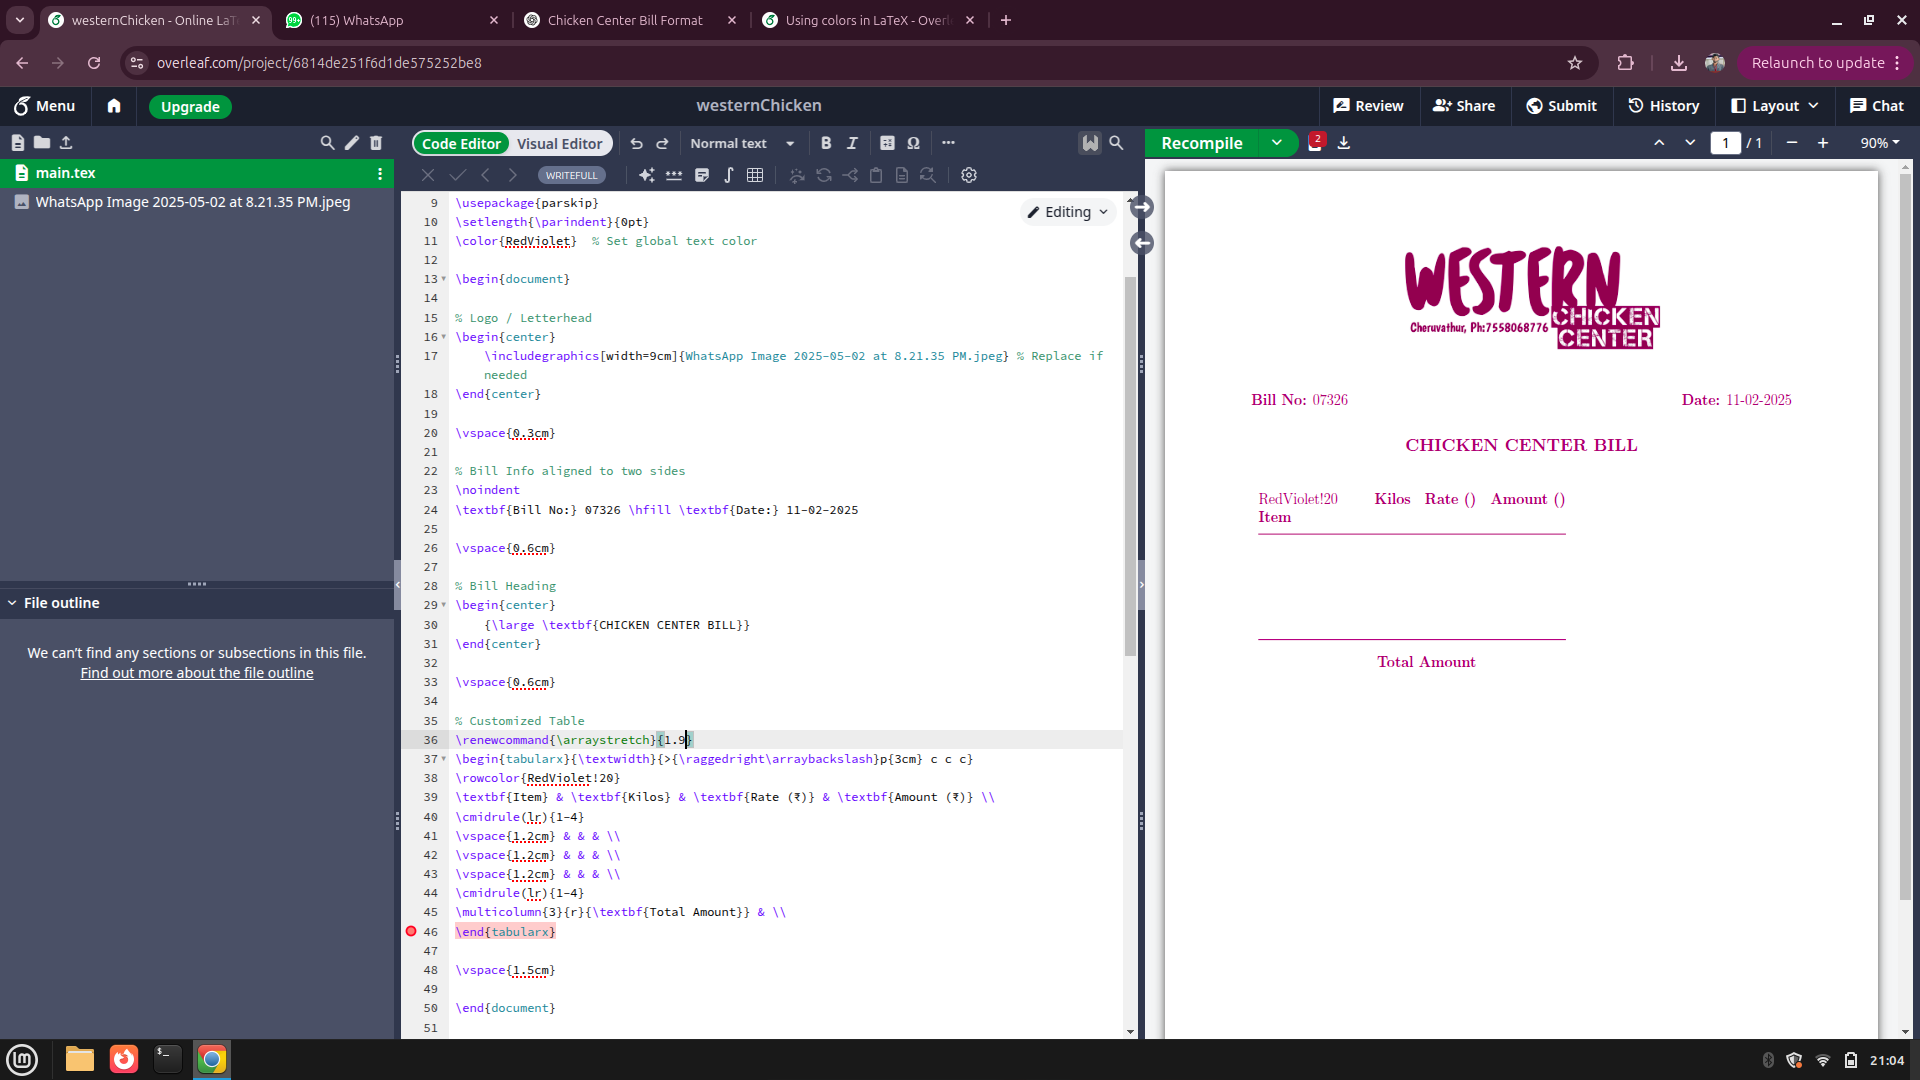 westernChicken - Online LaTe
(115) WhatsApp
Chicken Center Bill Format
Using colors in LaTeX - Overl
overleaf.com/project/6814de251f6d1de575252be8
Relaunch to update
Menu
Upgrade
westernChicken
Review
Share
Submit
History
Layout
Chat
Code Editor
Visual Editor
Normal text
B
I
Ω
Recompile
2
1
/ 1
90%
WRITEFULL
main.tex
WhatsApp Image 2025-05-02 at 8.21.35 PM.jpeg
File outline
We can't find any sections or subsections in this file.
Find out more about the file outline
Editing
9 \usepackage{parskip}
10 \setlength{\parindent}{0pt}
11 \color{RedViolet}  % Set global text color
12
13 \begin{document}
14
15 % Logo / Letterhead
16 \begin{center}
17 \includegraphics[width=9cm]{WhatsApp Image 2025-05-02 at 8.21.35 PM.jpeg} % Replace if
needed
18 \end{center}
19
20 \vspace{0.3cm}
21
22 % Bill Info aligned to two sides
23 \noindent
24 \textbf{Bill No:} 07326 \hfill \textbf{Date:} 11-02-2025
25
26 \vspace{0.6cm}
27
28 % Bill Heading
29 \begin{center}
30 {\large \textbf{CHICKEN CENTER BILL}}
31 \end{center}
32
33 \vspace{0.6cm}
34
35 % Customized Table
36 \renewcommand{\arraystretch}{1.9}
37 \begin{tabularx}{\textwidth}{>{\raggedright\arraybackslash}p{3cm} c c c}
38 \rowcolor{RedViolet!20}
39 \textbf{Item} & \textbf{Kilos} & \textbf{Rate (₹)} & \textbf{Amount (₹)} \\
40 \cmidrule(lr){1-4}
41 \vspace{1.2cm} & & & \\
42 \vspace{1.2cm} & & & \\
43 \vspace{1.2cm} & & & \\
44 \cmidrule(lr){1-4}
45 \multicolumn{3}{r}{\textbf{Total Amount}} & \\
46 \end{tabularx}
47
48 \vspace{1.5cm}
49
50 \end{document}
51
WESTERN
CHICKEN
Cheruvathur, Ph:7558068776
CENTER
Bill No: 07326
Date: 11-02-2025
CHICKEN CENTER BILL
RedViolet!20 Kilos Rate () Amount ()
Item
Total Amount
21:04